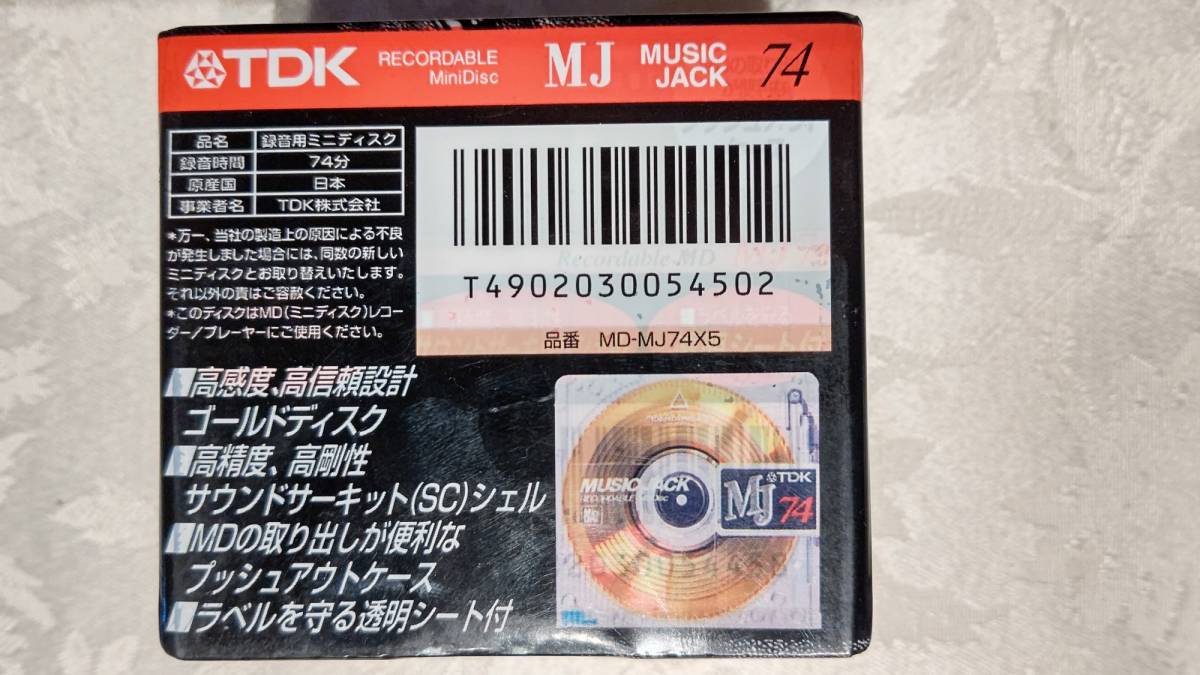 TDK RECORDABLE MiniDisc MJ MUSIC JACK 74
品名 録音用ミニディスク
録音時間 74分
原産国 日本
事業者名 TDK株式会社
*万一、当社の製造上の原因による不良
が発生しました場合には、同数の新しい
ミニディスクとお取り替えいたします。
それ以外の責はご容赦ください。
*このディスクはMD(ミニディスク)レコー
ダー/プレーヤーにご使用ください。
Recordable MD
T4902030054502
品番 MD-MJ74X5
高感度、高信頼設計
ゴールドディスク
高精度、高剛性
サウンドサーキット(SC)シェル
MDの取り出しが便利な
プッシュアウトケース
ラベルを守る透明シート付
MUSIC JACK
RECORDABLE MiniDisc
TDK
MJ 74